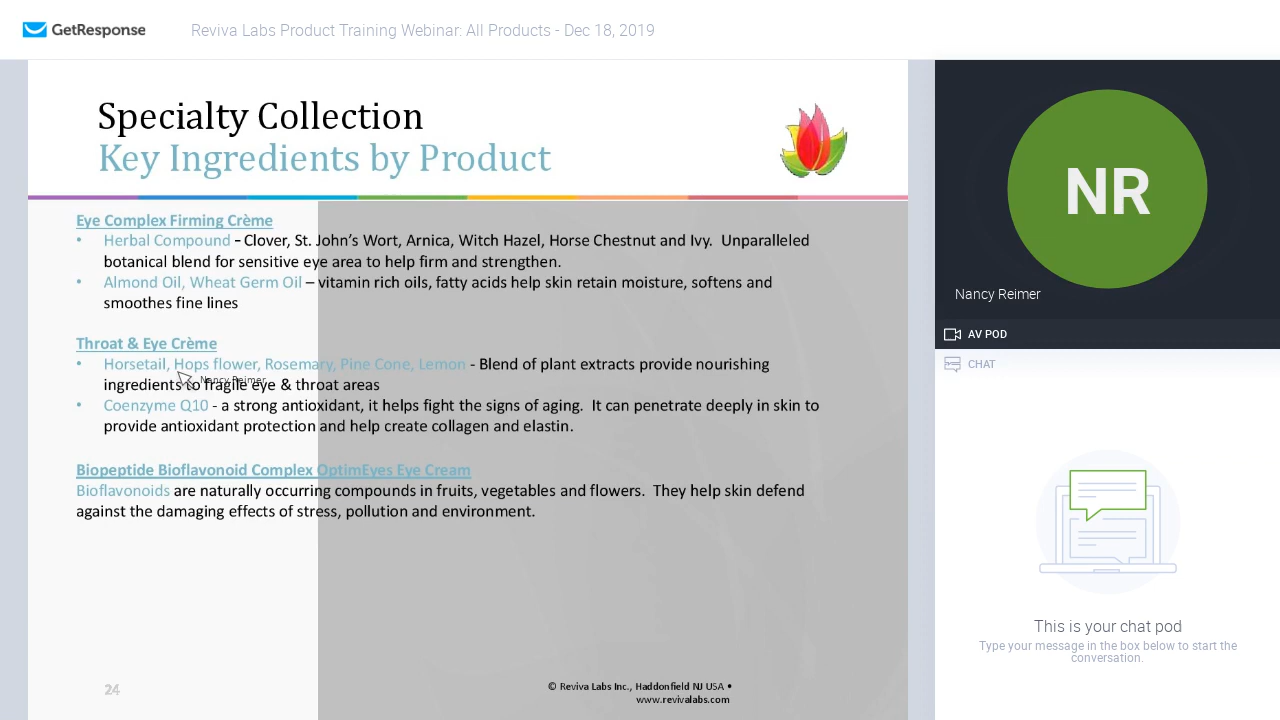 GetResponse
Reviva Labs Product Training Webinar: All Products - Dec 18, 2019
Specialty Collection
Key Ingredients by Product
Eye Complex Firming Crème
• Herbal Compound – Clover, St. John's Wort, Arnica, Witch Hazel, Horse Chestnut and Ivy. Unparalleled
botanical blend for sensitive eye area to help firm and strengthen.
• Almond Oil, Wheat Germ Oil – vitamin rich oils, fatty acids help skin retain moisture, softens and
smoothes fine lines
Throat & Eye Crème
• Horsetail, Hops flower, Rosemary, Pine Cone, Lemon - Blend of plant extracts provide nourishing
ingredients to fragile eye & throat areas
Nancy Reimer
• Coenzyme Q10 - a strong antioxidant, it helps fight the signs of aging. It can penetrate deeply in skin to
provide antioxidant protection and help create collagen and elastin.
Biopeptide Bioflavonoid Complex OptimEyes Eye Cream
Bioflavonoids are naturally occurring compounds in fruits, vegetables and flowers. They help skin defend
against the damaging effects of stress, pollution and environment.
24
© Reviva Labs Inc., Haddonfield NJ USA •
www.revivalabs.com
NR
Nancy Reimer
AV POD
CHAT
This is your chat pod
Type your message in the box below to start the
conversation.